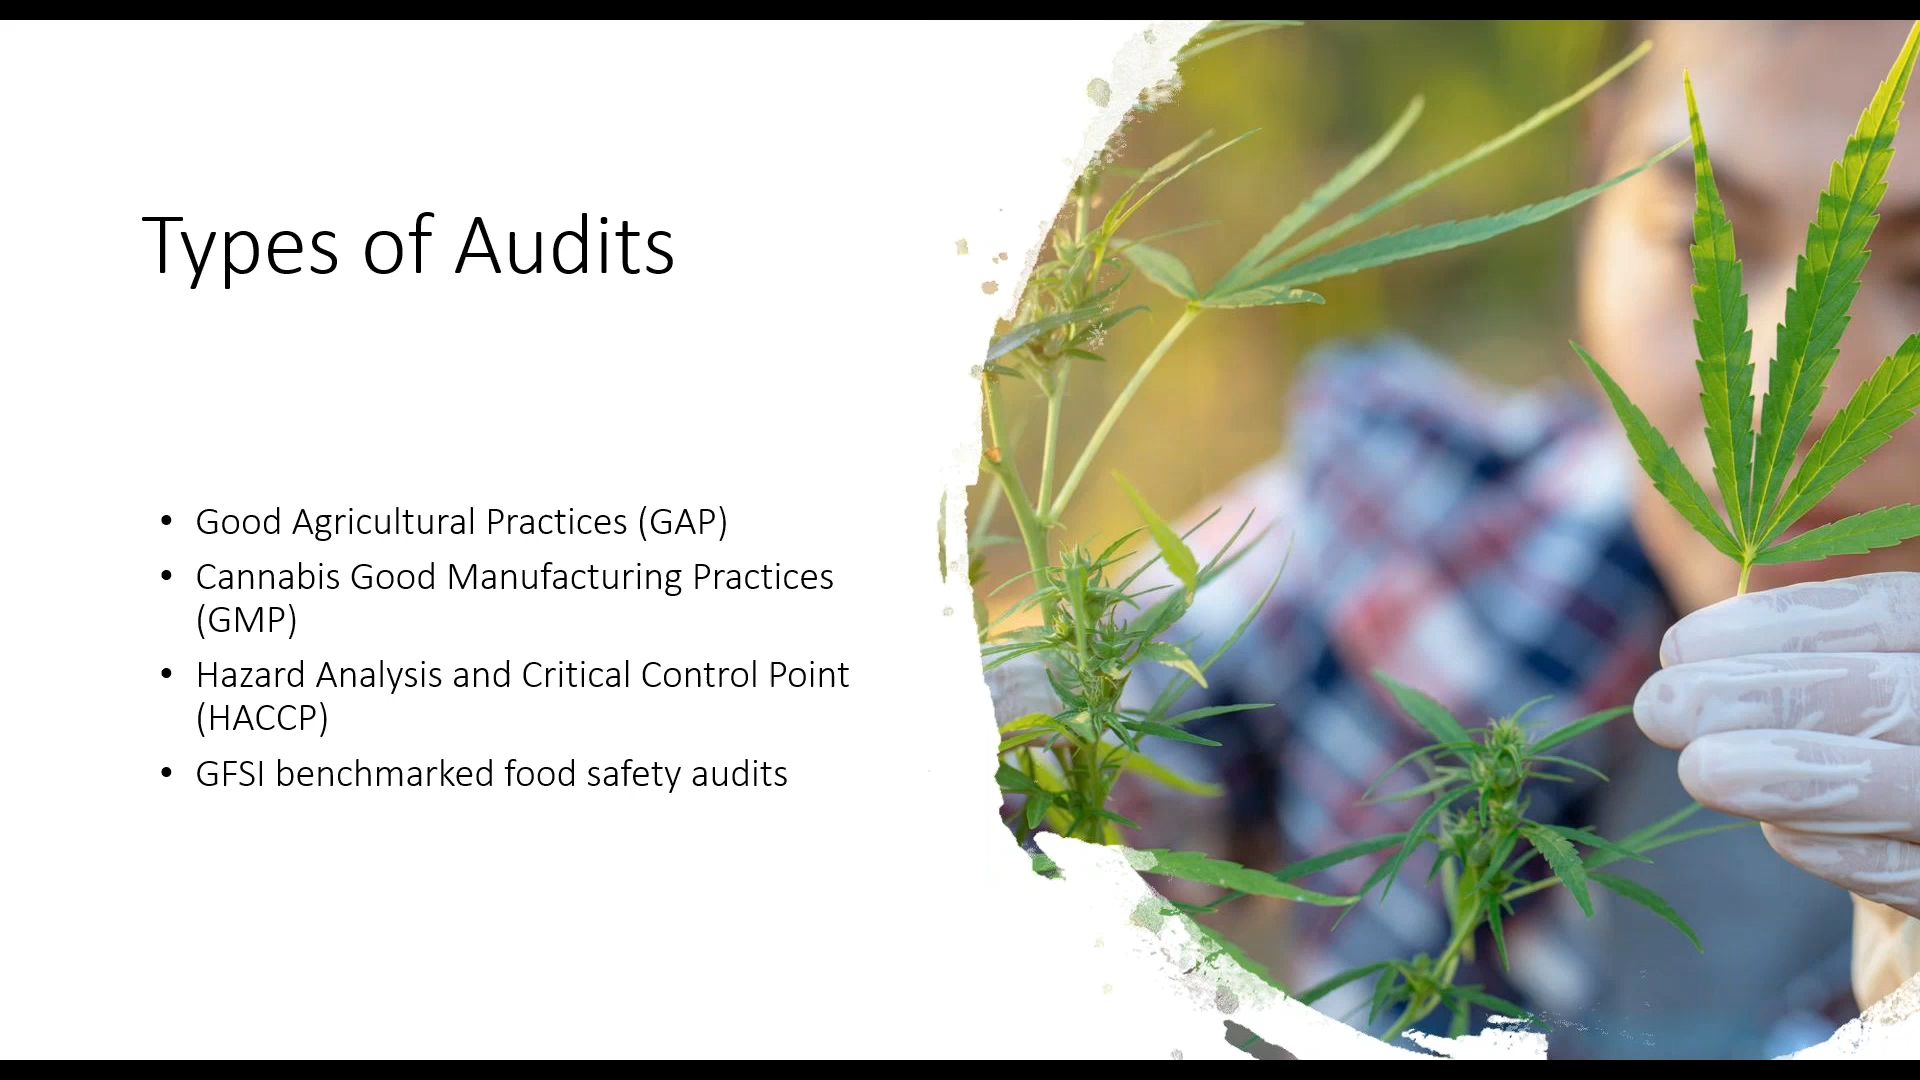 Types of Audits
• Good Agricultural Practices (GAP)
• Cannabis Good Manufacturing Practices
(GMP)
• Hazard Analysis and Critical Control Point
(HACCP)
• GFSI benchmarked food safety audits